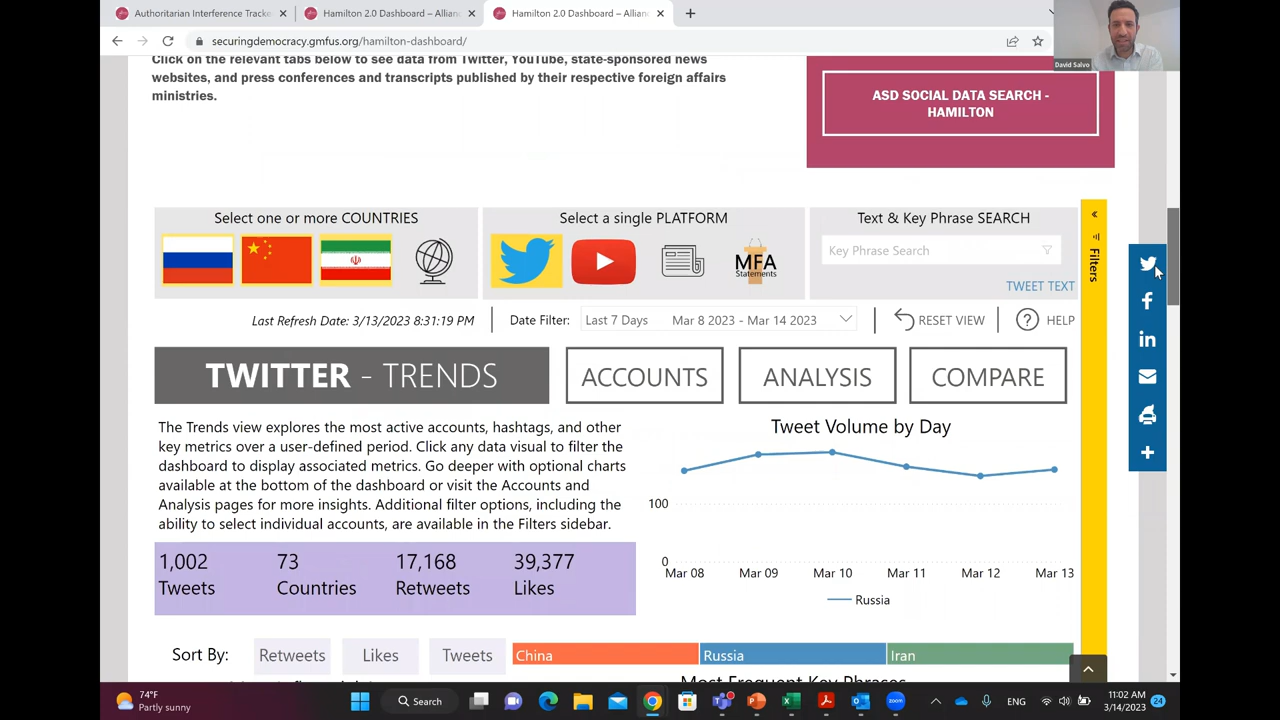 Authoritarian Interference Tracke
Hamilton 2.0 Dashboard – Allian
Hamilton 2.0 Dashboard – Allian
securingdemocracy.gmfus.org/hamilton-dashboard/
David Salvo
Click on the relevant tabs below to see data from Twitter, YouTube, state-sponsored news
websites, and press conferences and transcripts published by their respective foreign affairs
ministries.
ASD SOCIAL DATA SEARCH -
HAMILTON
Select one or more COUNTRIES
Select a single PLATFORM
Text & Key Phrase SEARCH
MFA
Statements
Key Phrase Search
TWEET TEXT
Filters
Last Refresh Date: 3/13/2023 8:31:19 PM
Date Filter:
Last 7 Days
Mar 8 2023 - Mar 14 2023
RESET VIEW
HELP
TWITTER - TRENDS
ACCOUNTS
ANALYSIS
COMPARE
The Trends view explores the most active accounts, hashtags, and other
key metrics over a user-defined period. Click any data visual to filter the
dashboard to display associated metrics. Go deeper with optional charts
available at the bottom of the dashboard or visit the Accounts and
Analysis pages for more insights. Additional filter options, including the
ability to select individual accounts, are available in the Filters sidebar.
Tweet Volume by Day
100
0
Mar 08
Mar 09
Mar 10
Mar 11
Mar 12
Mar 13
Russia
1,002
Tweets
73
Countries
17,168
Retweets
39,377
Likes
Sort By:
Retweets
Likes
Tweets
China
Russia
Iran
Most Frequent Key Phrases
74°F
Partly sunny
Search
zoom
ENG
11:02 AM
3/14/2023
24